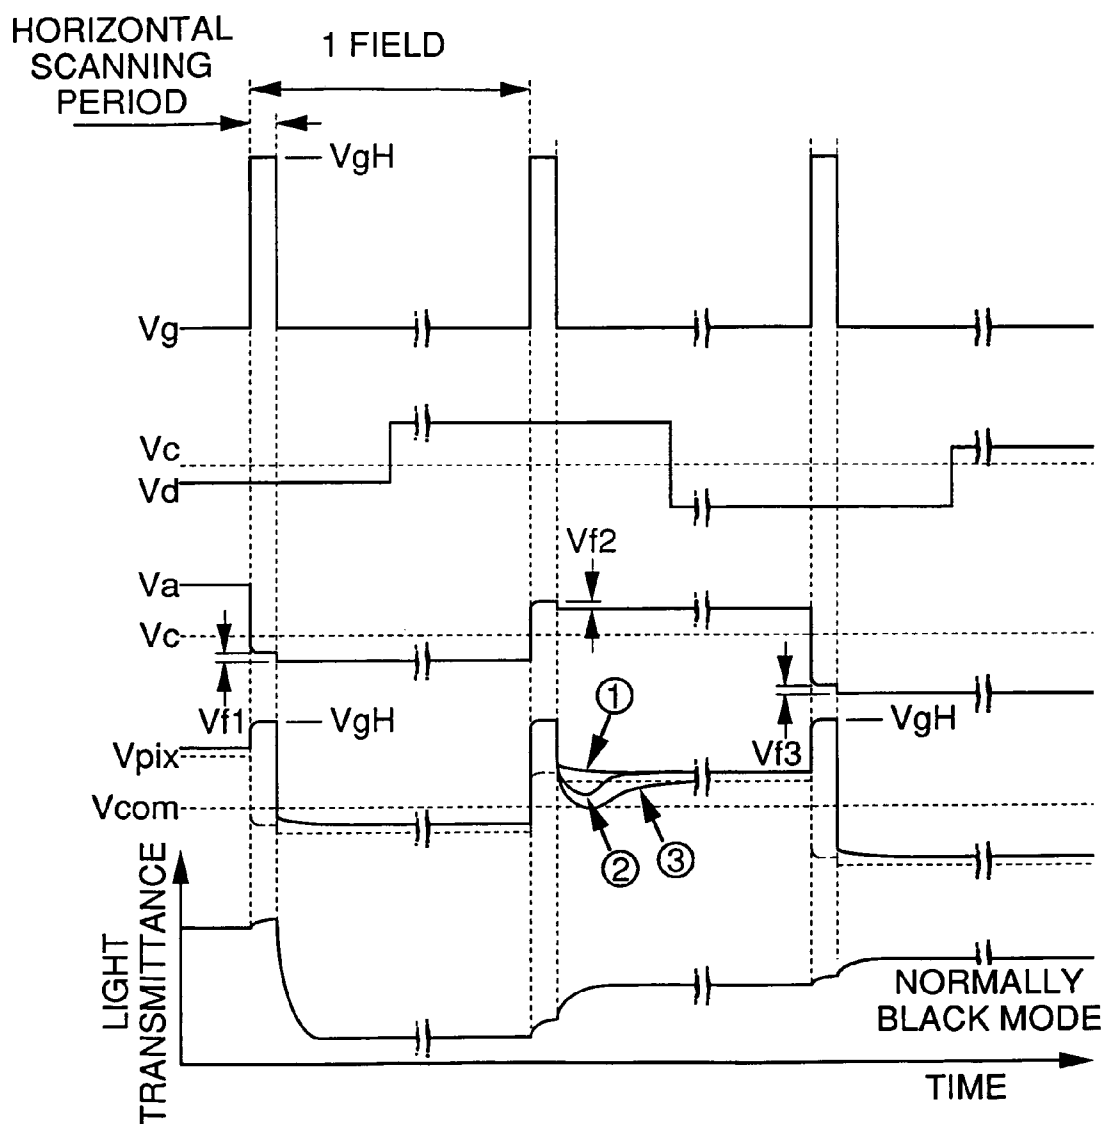 HORIZONTAL
SCANNING
PERIOD
1 FIELD
VgH
Vg
Vc
Vd
Vf2
Va
Vc
Vf1
VgH
①
VgH
Vf3
Vpix
Vcom
②
③
LIGHT
TRANSMITTANCE
NORMALLY
BLACK MODE
TIME